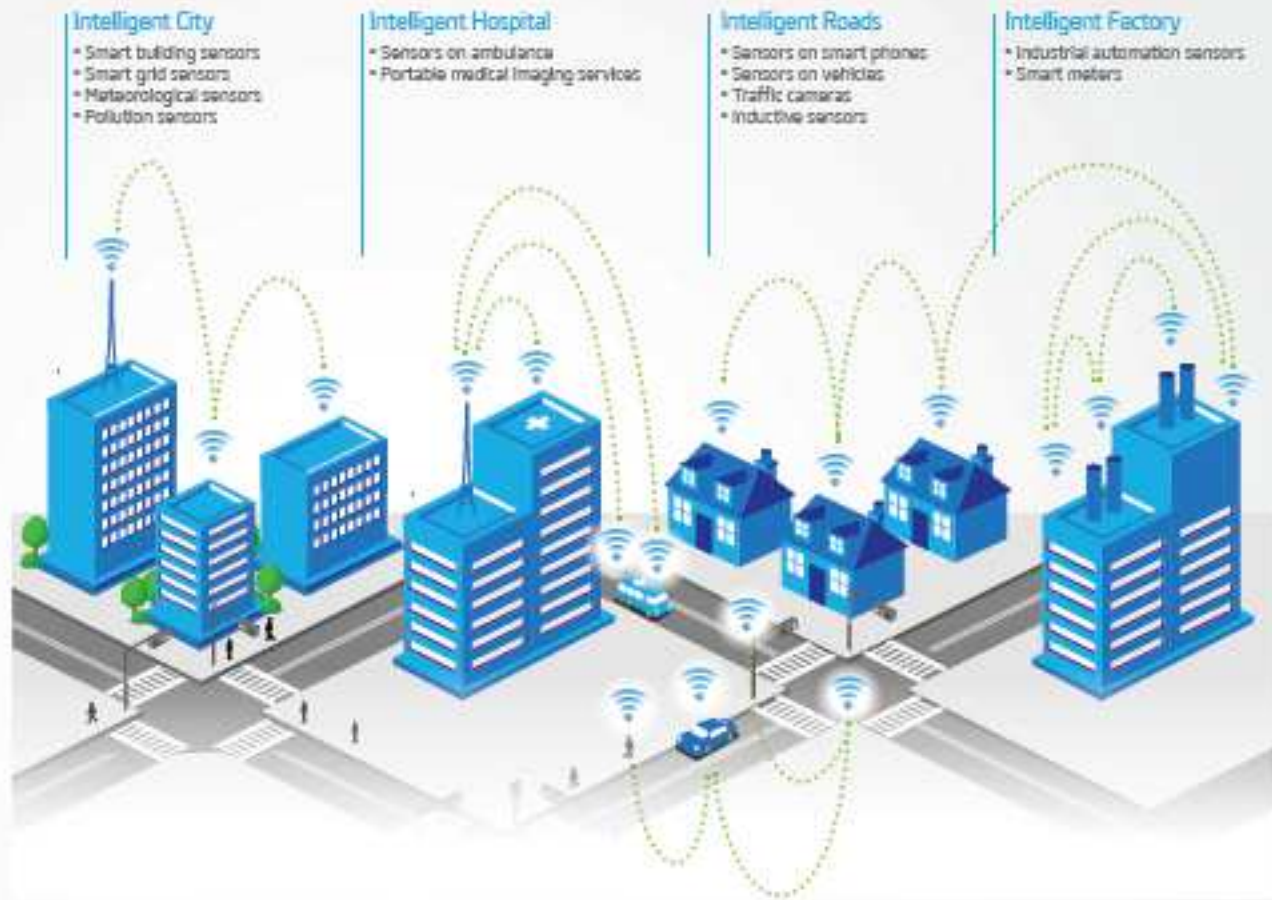 Intelligent City
• Smart building sensors
• Smart grid sensors
• Meteorological sensors
• Pollution sensors
Intelligent Hospital
• Sensors on ambulance
• Portable medical imaging services
Intelligent Roads
• Sensors on smart phones
• Sensors on vehicles
• Traffic cameras
• Inductive sensors
Intelligent Factory
• Industrial automation sensors
• Smart meters